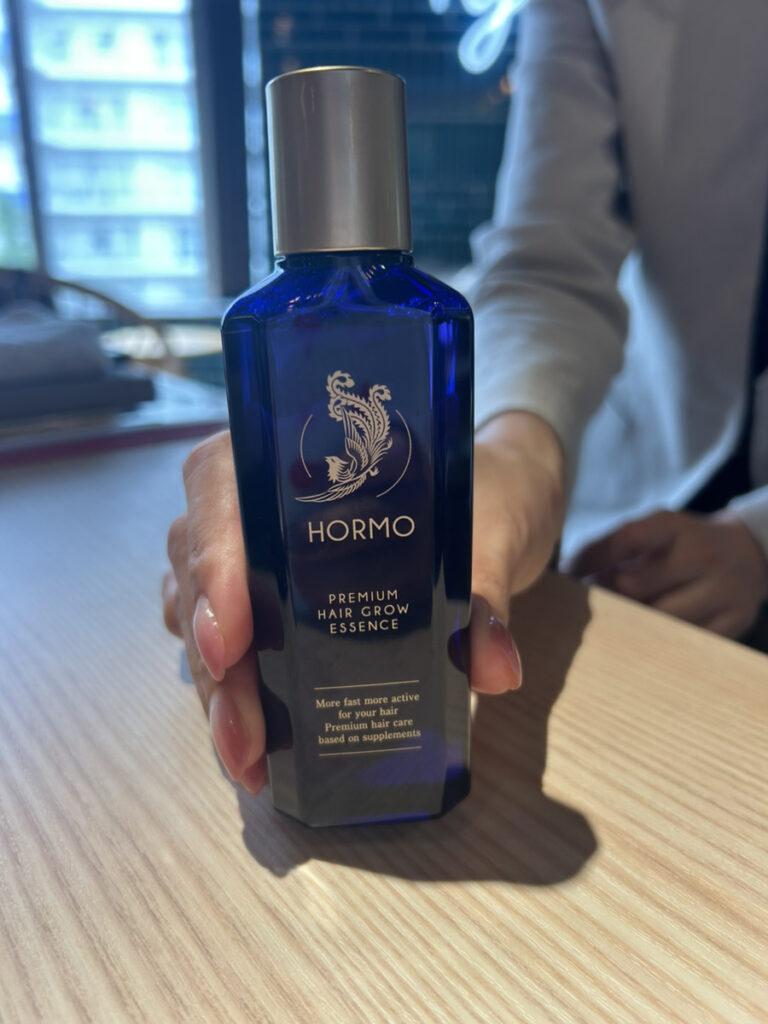 HORMO
PREMIUM
HAIR GROW
ESSENCE
More fast more active
for your hair
Premium hair care
based on supplements